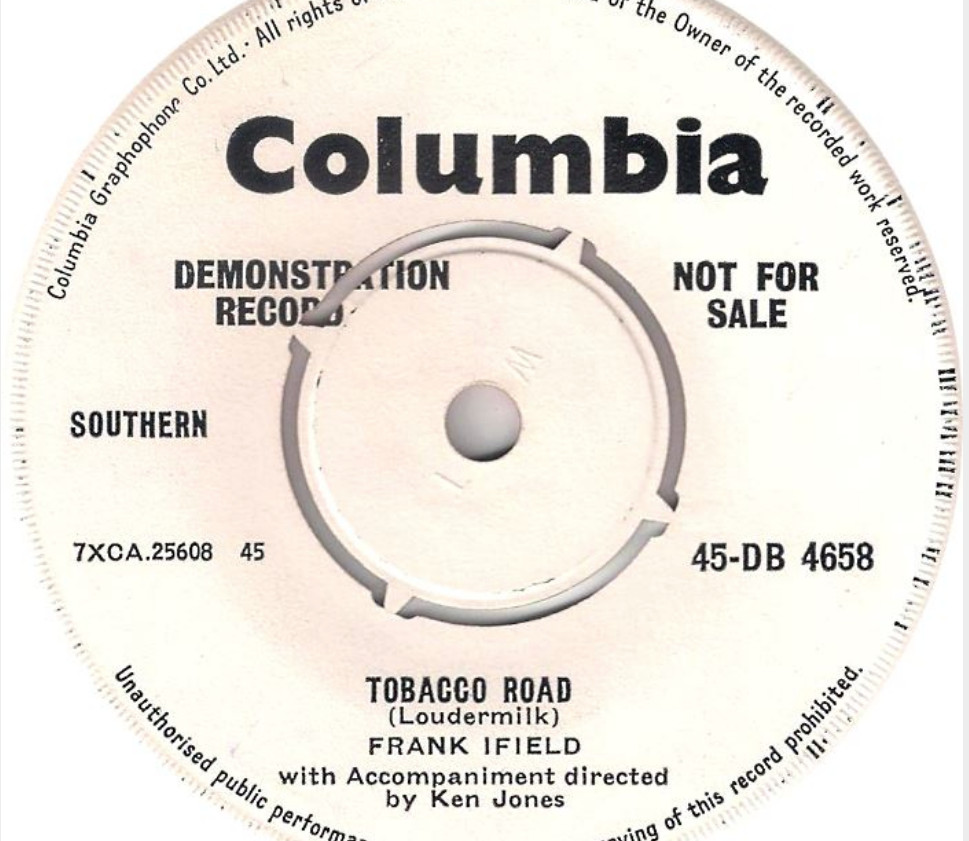 Columbia Graphophone Co. Ltd. · All rights
of the Owner of the recorded work reserved.
Columbia
DEMONSTRATION
RECORD
NOT FOR
SALE
SOUTHERN
7XCA.25608 45
45-DB 4658
TOBACCO ROAD
(Loudermilk)
FRANK IFIELD
with Accompaniment directed
by Ken Jones
Unauthorised public
of this record prohibited.